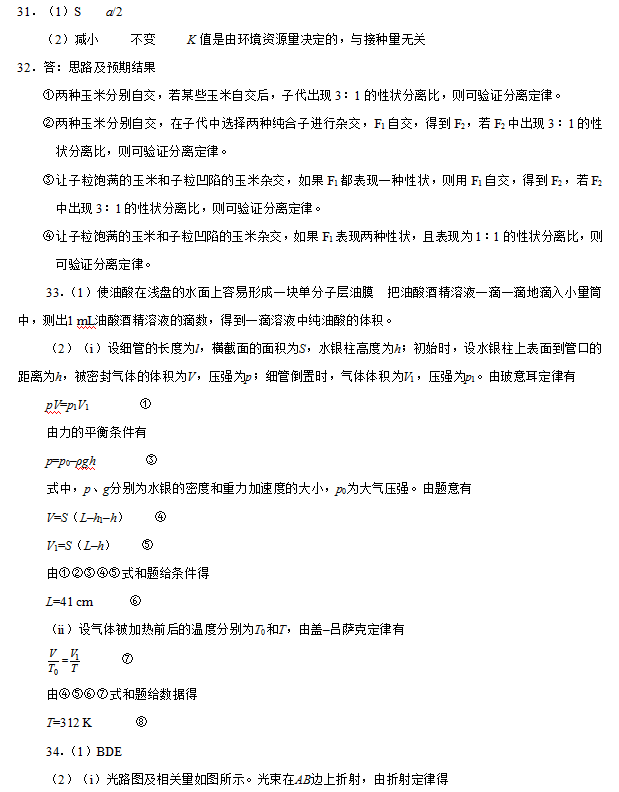 31.（1）S a/2
（2）减小 不变 K 值是由环境资源量决定的，与接种量无关
32. 答：思路及预期结果
①两种玉米分别自交，若某些玉米自交后，子代出现 3∶1 的性状分离比，则可验证分离定律。
②两种玉米分别自交，在子代中选择两种纯合子进行杂交，F1 自交，得到 F2，若 F2 中出现 3∶1 的性
状分离比，则可验证分离定律。
③让子粒饱满的玉米和子粒凹陷的玉米杂交，如果 F1 都表现一种性状，则用 F1 自交，得到 F2，若 F2
中出现 3∶1 的性状分离比，则可验证分离定律。
④让子粒饱满的玉米和子粒凹陷的玉米杂交，如果 F1 表现两种性状，且表现为 1∶1 的性状分离比，则
可验证分离定律。
33.（1）使油酸在浅盘的水面上容易形成一块单分子层油膜 把油酸酒精溶液一滴一滴地滴入小量筒
中，测出1 mL油酸酒精溶液的滴数，得到一滴溶液中纯油酸的体积。
（2）（i）设细管的长度为l，横截面的面积为S，水银柱高度为h；初始时，设水银柱上表面到管口的
距离为h，被密封气体的体积为V，压强为p；细管倒置时，气体体积为V1，压强为p1。由玻意耳定律有
pV=p1V1 ①
由力的平衡条件有
p=p0–ρgh ③
式中，p、g分别为水银的密度和重力加速度的大小，p0为大气压强。由题意有
V=S（L–h1–h） ④
V1=S（L–h） ⑤
由①②③④⑤式和题给条件得
L=41 cm ⑥
（ii）设气体被加热前后的温度分别为T0和T，由盖–吕萨克定律有
V/T0=V1/T ⑦
由④⑤⑥⑦式和题给数据得
T=312 K ⑧
34.（1）BDE
（2）（i）光路图及相关量如图所示。光束在AB边上折射，由折射定律得